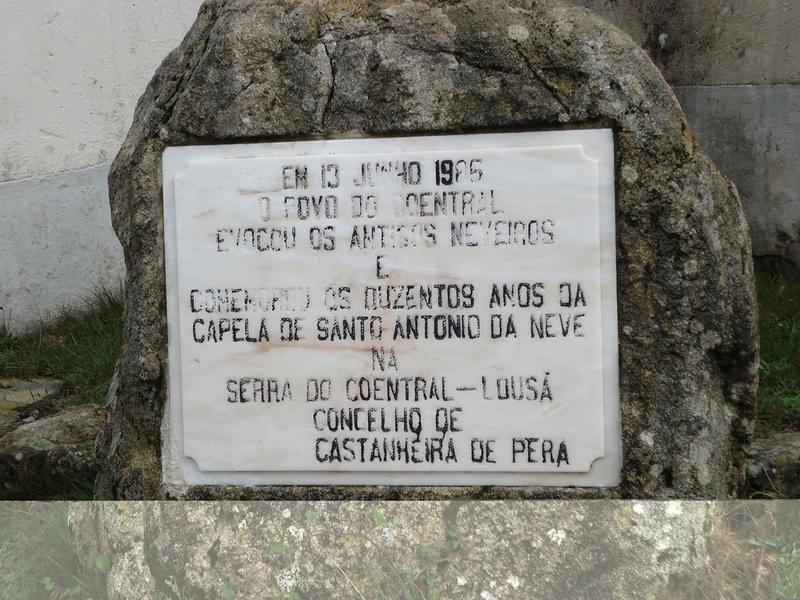 EM 13 JUNHO 1986
O POVO DO COENTRAL
EVOCOU OS ANTIGOS NEVEIROS
E
COMEMOROU OS DUZENTOS ANOS DA
CAPELA DE SANTO ANTONIO DA NEVE
NA
SERRA DO COENTRAL-LOUSÃ
CONCELHO DE
CASTANHEIRA DE PERA